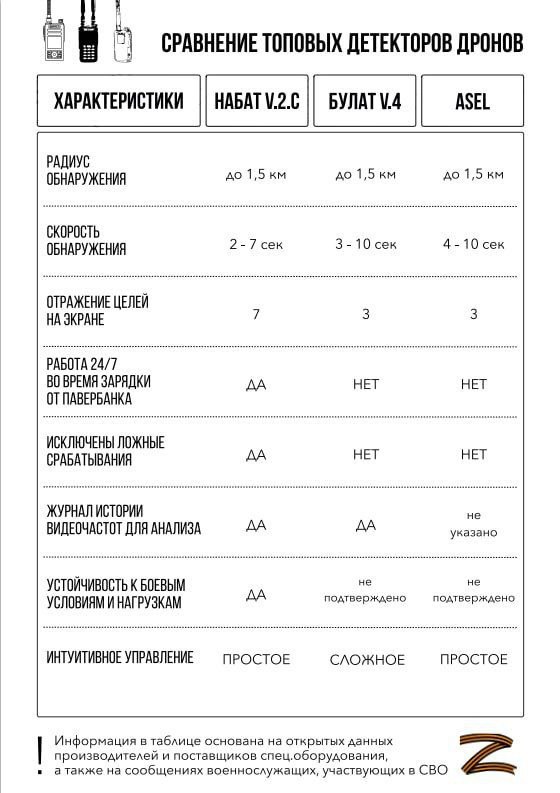 СРАВНЕНИЕ ТОПОВЫХ ДЕТЕКТОРОВ ДРОНОВ
ХАРАКТЕРИСТИКИ НАБАТ V.2.C БУЛАТ V.4 ASEL
РАДИУС
ОБНАРУЖЕНИЯ
до 1,5 км до 1,5 км до 1,5 км
СКОРОСТЬ
ОБНАРУЖЕНИЯ
2 - 7 сек 3 - 10 сек 4 - 10 сек
ОТРАЖЕНИЕ ЦЕЛЕЙ
НА ЭКРАНЕ
7 3 3
РАБОТА 24/7
ВО ВРЕМЯ ЗАРЯДКИ
ОТ ПАВЕРБАНКА
ДА НЕТ НЕТ
ИСКЛЮЧЕНЫ ЛОЖНЫЕ
СРАБАТЫВАНИЯ
ДА НЕТ НЕТ
ЖУРНАЛ ИСТОРИИ
ВИДЕОЧАСТОТ ДЛЯ АНАЛИЗА
ДА ДА не
указано
УСТОЙЧИВОСТЬ К БОЕВЫМ
УСЛОВИЯМ И НАГРУЗКАМ
ДА не
подтверждено
не
подтверждено
ИНТУИТИВНОЕ УПРАВЛЕНИЕ ПРОСТОЕ СЛОЖНОЕ ПРОСТОЕ
! Информация в таблице основана на открытых данных
производителей и поставщиков спец.оборудования,
а также на сообщениях военнослужащих, участвующих в СВО
Z